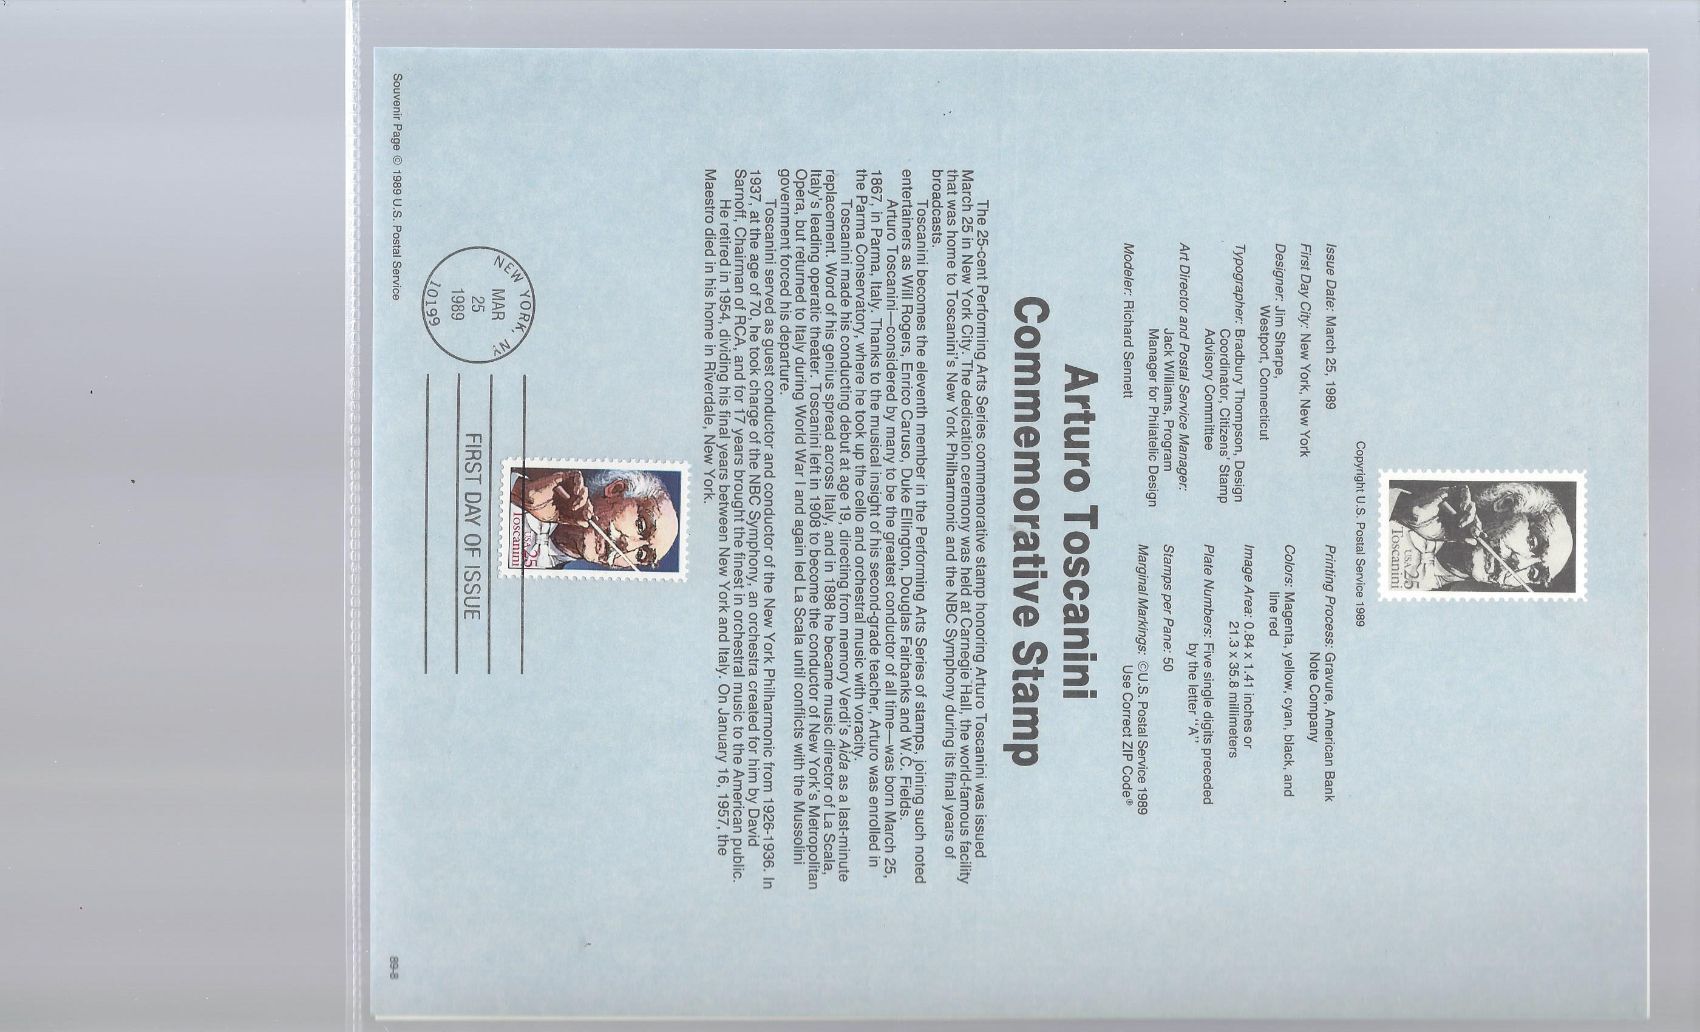 Toscanini
USA 25
Copyright U.S. Postal Service 1989
Issue Date: March 25, 1989
First Day City: New York, New York
Designer: Jim Sharpe,
Westport, Connecticut
Typographer: Bradbury Thompson, Design
Coordinator, Citizens' Stamp
Advisory Committee
Art Director and Postal Service Manager:
Jack Williams, Program
Manager for Philatelic Design
Modeler: Richard Sennett
Printing Process: Gravure, American Bank
Note Company
Colors: Magenta, yellow, cyan, black, and
line red
Image Area: 0.84 x 1.41 inches or
21.3 x 35.8 millimeters
Plate Numbers: Five single digits preceded
by the letter "A"
Stamps per Pane: 50
Marginal Markings: ©U.S. Postal Service 1989
Use Correct ZIP Code®
Arturo Toscanini
Commemorative Stamp
The 25-cent Performing Arts Series commemorative stamp honoring Arturo Toscanini was issued
March 25 in New York City. The dedication ceremony was held at Carnegie Hall, the world-famous facility
that was home to Toscanini's New York Philharmonic and the NBC Symphony during its final years of
broadcasts.
Toscanini becomes the eleventh member in the Performing Arts Series of stamps, joining such noted
entertainers as Will Rogers, Enrico Caruso, Duke Ellington, Douglas Fairbanks and W.C. Fields.
Arturo Toscanini—considered by many to be the greatest conductor of all time—was born March 25,
1867, in Parma, Italy. Thanks to the musical insight of his second-grade teacher, Arturo was enrolled in
the Parma Conservatory, where he took up the cello and orchestral music with voracity.
Toscanini made his conducting debut at age 19, directing from memory Verdi's Aida as a last-minute
replacement. Word of his genius spread across Italy, and in 1898 he became music director of La Scala,
Italy's leading operatic theater. Toscanini left in 1908 to become the conductor of New York's Metropolitan
Opera, but returned to Italy during World War I and again led La Scala until conflicts with the Mussolini
government forced his departure.
Toscanini served as guest conductor and conductor of the New York Philharmonic from 1926-1936. In
1937, at the age of 70, he took charge of the NBC Symphony, an orchestra created for him by David
Sarnoff, Chairman of RCA, and for 17 years brought the finest in orchestral music to the American public.
He retired in 1954, dividing his final years between New York and Italy. On January 16, 1957, the
Maestro died in his home in Riverdale, New York.
Toscanini
USA 25
NEW YORK, NY
MAR
25
1989
10199
FIRST DAY OF ISSUE
Souvenir Page © 1989 U.S. Postal Service
89-8